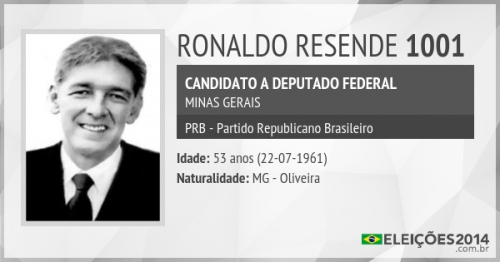 RONALDO RESENDE 1001
CANDIDATO A DEPUTADO FEDERAL
MINAS GERAIS
PRB - Partido Republicano Brasileiro
Idade: 53 anos (22-07-1961)
Naturalidade: MG - Oliveira
ELEIÇÕES2014
.com.br